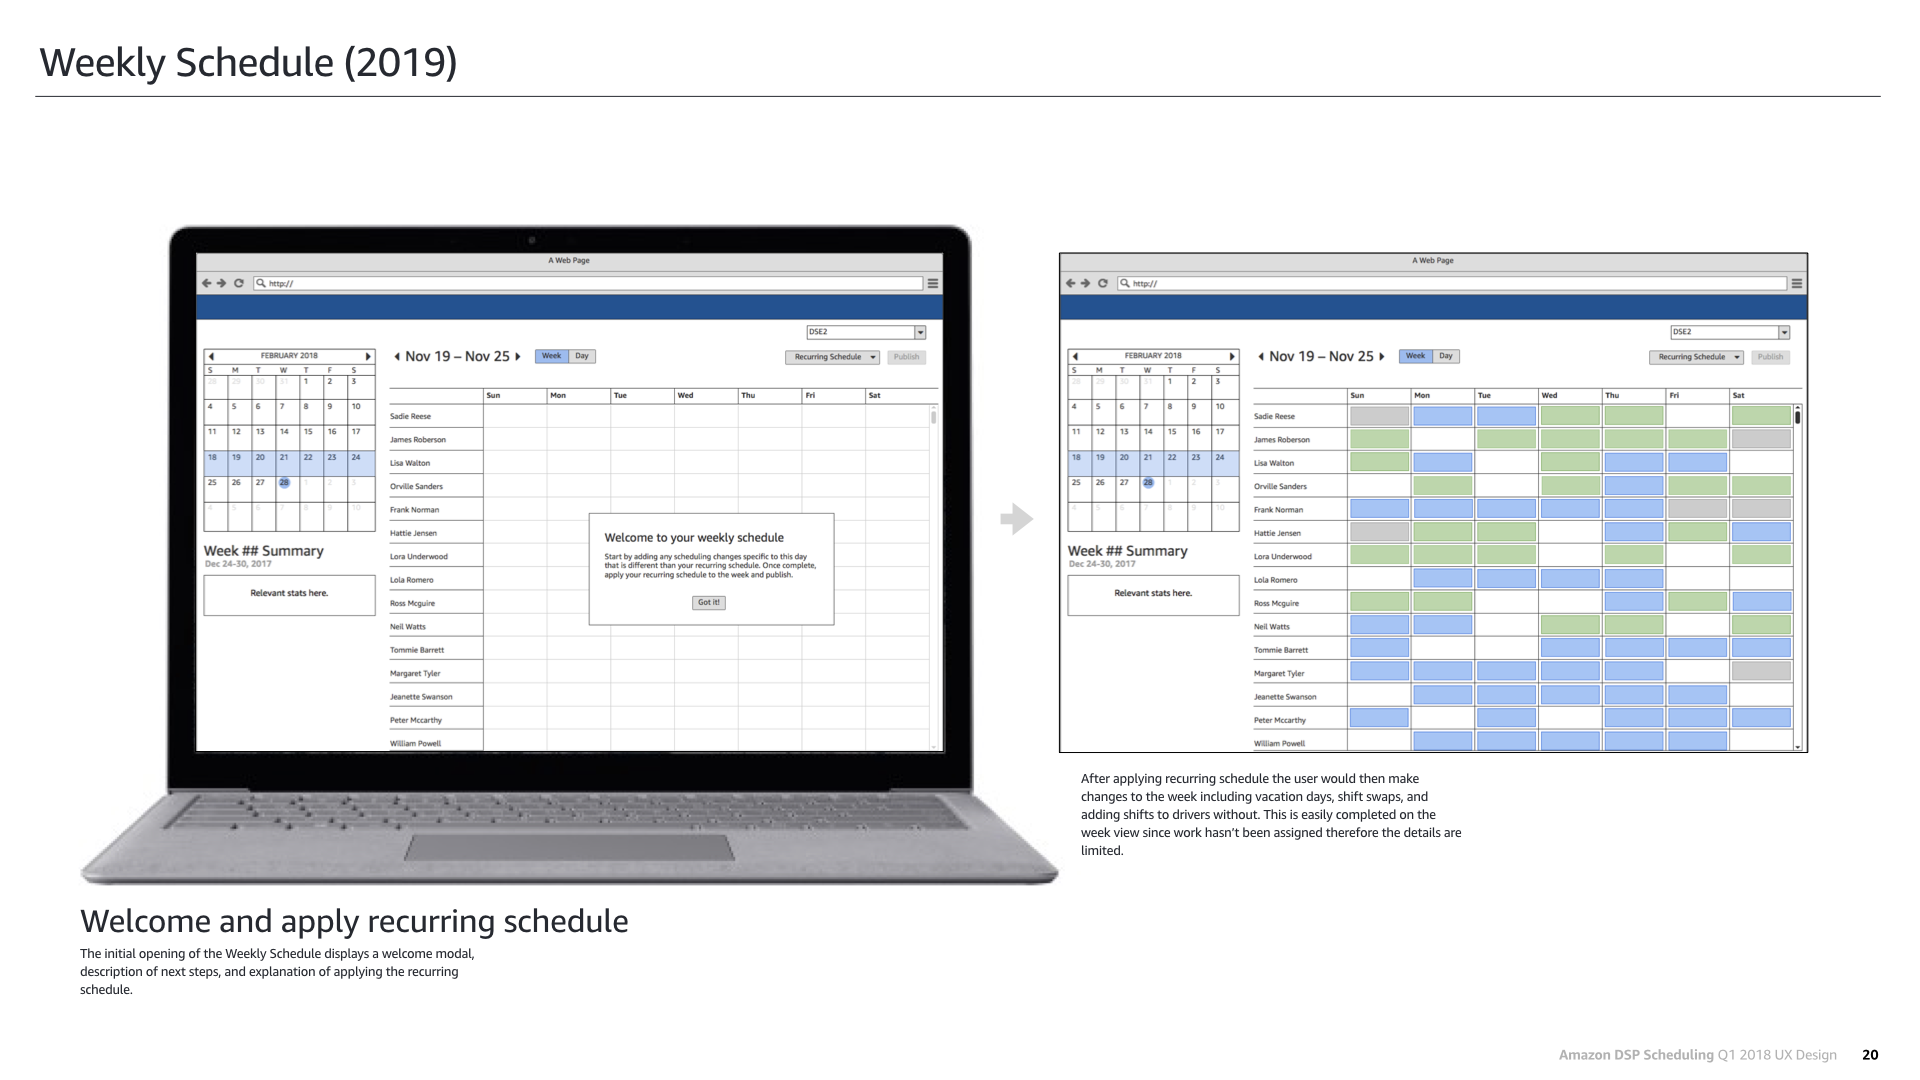 Weekly Schedule (2019)
A Web Page
http://
DSE2
FEBRUARY 2018
Nov 19 – Nov 25
Week Day
Recurring Schedule
Publish
S M T W T F S
28 29 30 31 1 2 3
4 5 6 7 8 9 10
11 12 13 14 15 16 17
18 19 20 21 22 23 24
25 26 27 28 1 2 3
4 5 6 7 8 9 10
Week ## Summary
Dec 24-30, 2017
Relevant stats here.
Sun Mon Tue Wed Thu Fri Sat
Sadie Reese
James Roberson
Lisa Walton
Orville Sanders
Frank Norman
Hattie Jensen
Lora Underwood
Lola Romero
Ross Mcguire
Neil Watts
Tommie Barrett
Margaret Tyler
Jeanette Swanson
Peter Mccarthy
William Powell
Welcome to your weekly schedule
Start by adding any scheduling changes specific to this day
that is different than your recurring schedule. Once complete,
apply your recurring schedule to the week and publish.
Got it!
A Web Page
http://
DSE2
FEBRUARY 2018
Nov 19 – Nov 25
Week Day
Recurring Schedule
Publish
S M T W T F S
28 29 30 31 1 2 3
4 5 6 7 8 9 10
11 12 13 14 15 16 17
18 19 20 21 22 23 24
25 26 27 28 1 2 3
4 5 6 7 8 9 10
Week ## Summary
Dec 24-30, 2017
Relevant stats here.
Sun Mon Tue Wed Thu Fri Sat
Sadie Reese
James Roberson
Lisa Walton
Orville Sanders
Frank Norman
Hattie Jensen
Lora Underwood
Lola Romero
Ross Mcguire
Neil Watts
Tommie Barrett
Margaret Tyler
Jeanette Swanson
Peter Mccarthy
William Powell
After applying recurring schedule the user would then make
changes to the week including vacation days, shift swaps, and
adding shifts to drivers without. This is easily completed on the
week view since work hasn't been assigned therefore the details are
limited.
Welcome and apply recurring schedule
The initial opening of the Weekly Schedule displays a welcome modal,
description of next steps, and explanation of applying the recurring
schedule.
Amazon DSP Scheduling Q1 2018 UX Design 20